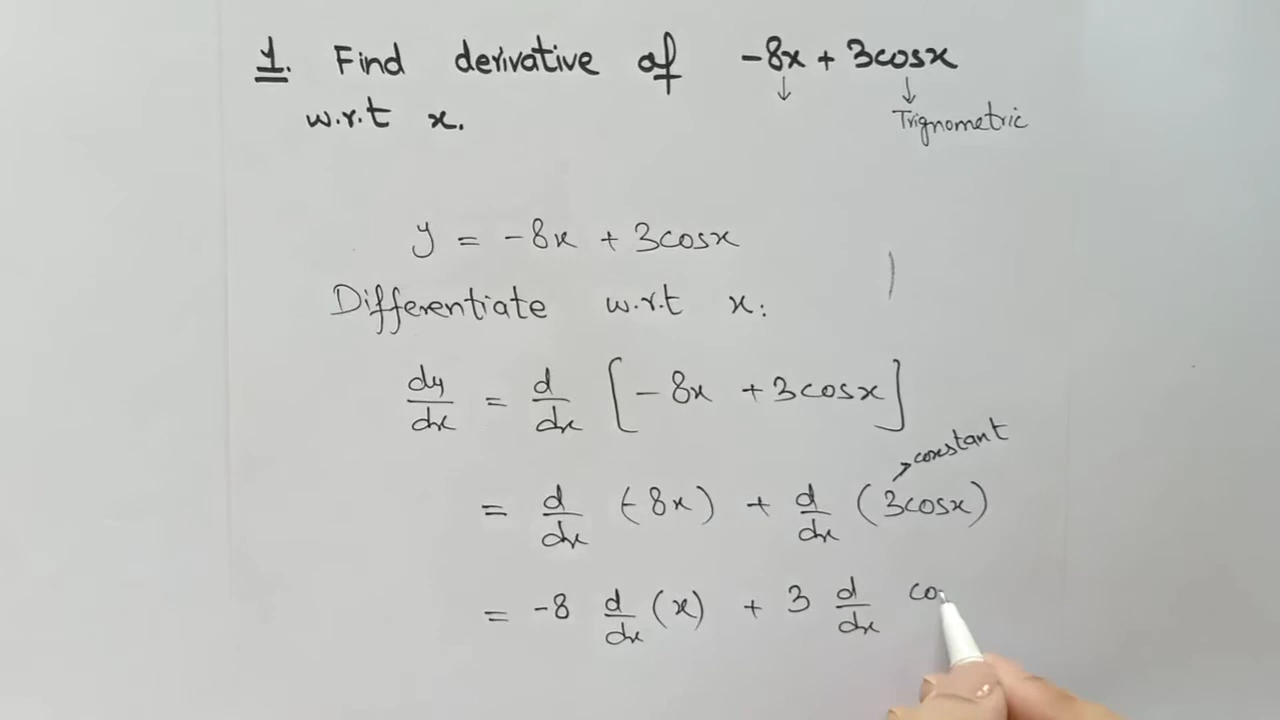 1. Find derivative of -8x + 3cosx
w.r.t x.
↓ ↓
Trignometric
y = -8x + 3cosx
Differentiate w.r.t x:
dy/dx = d/dx [-8x + 3cosx]
constant
= d/dx (-8x) + d/dx (3cosx)
= -8 d/dx (x) + 3 d/dx co